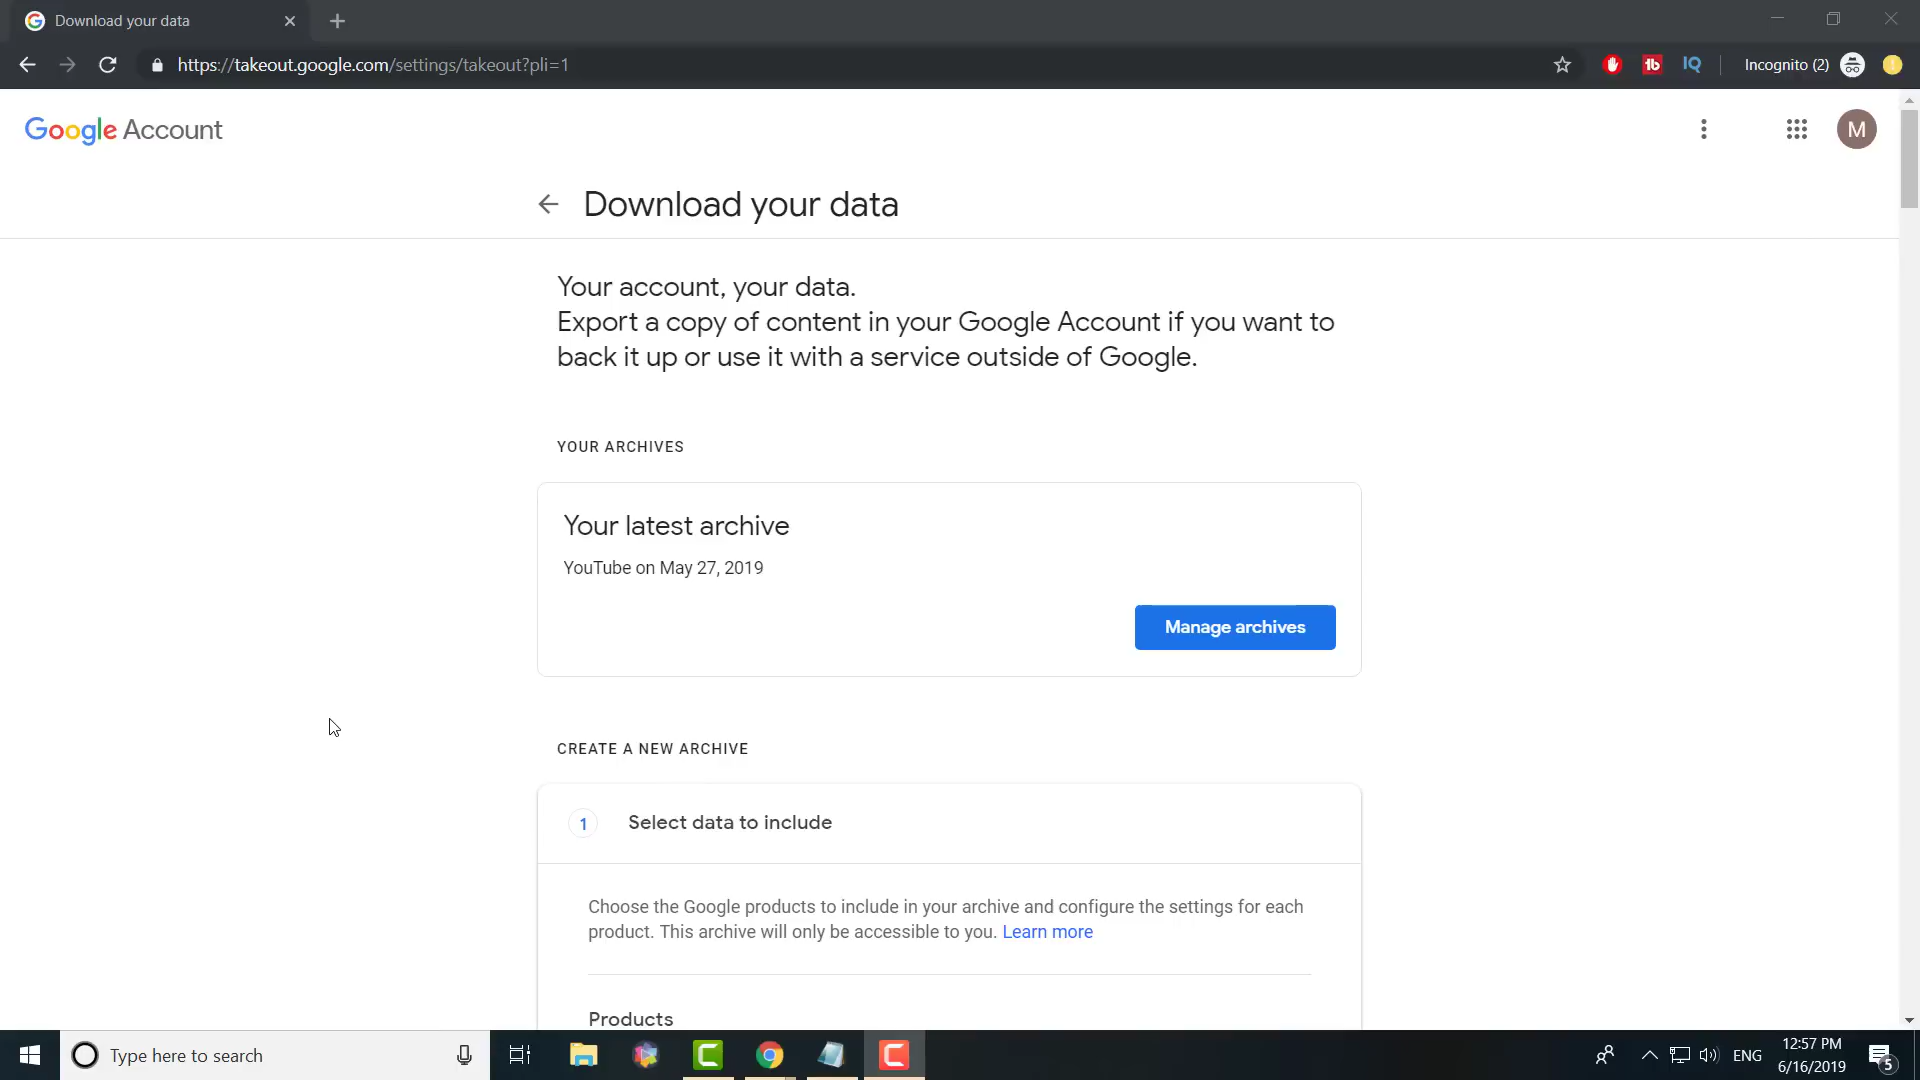 Download your data
https://takeout.google.com/settings/takeout?pli=1
Incognito (2)
Google Account
M
Download your data
Your account, your data.
Export a copy of content in your Google Account if you want to
back it up or use it with a service outside of Google.
YOUR ARCHIVES
Your latest archive
YouTube on May 27, 2019
Manage archives
CREATE A NEW ARCHIVE
1 Select data to include
Choose the Google products to include in your archive and configure the settings for each
product. This archive will only be accessible to you. Learn more
Products
Type here to search
ENG
12:57 PM
6/16/2019
5